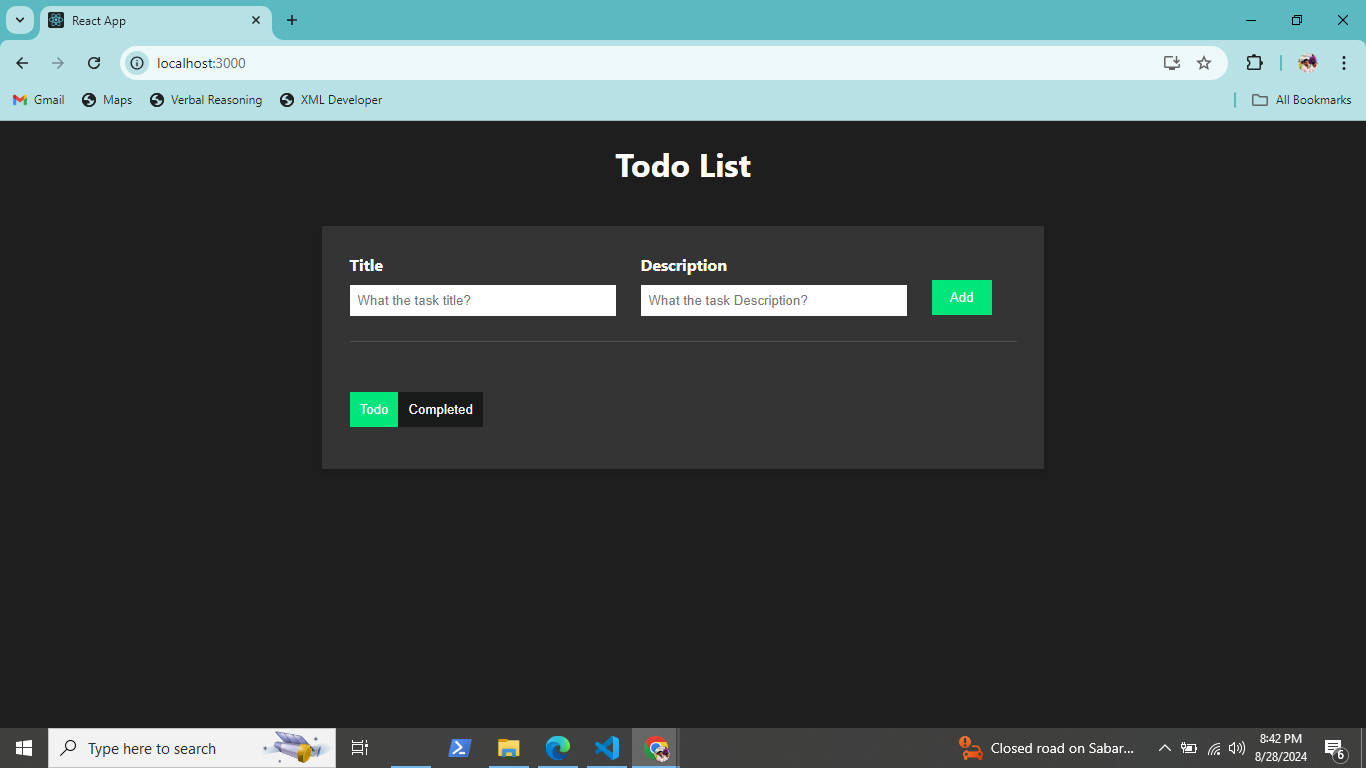 React App
localhost:3000
Gmail Maps Verbal Reasoning XML Developer All Bookmarks
Todo List
Title Description
What the task title? What the task Description? Add
Todo Completed
Type here to search Closed road on Sabar... 8:42 PM
8/28/2024
6